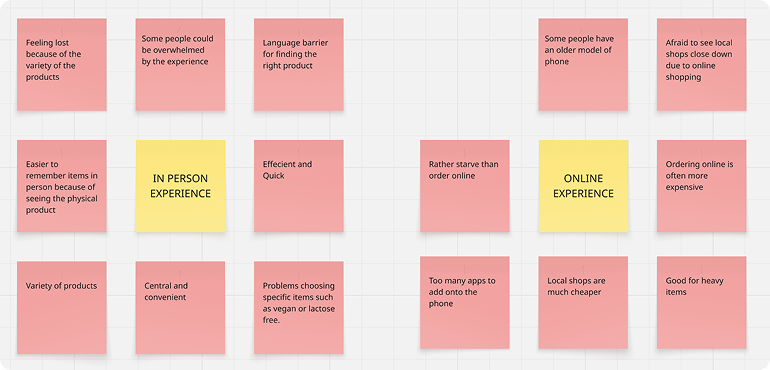 Feeling lost
because of the
variety of the
products
Some people could
be overwhelmed
by the experience
Language barrier
for finding the
right product
Easier to
remember items in
person because of
seeing the physical
product
IN PERSON
EXPERIENCE
Effecient and
Quick
Variety of products
Central and
convenient
Problems choosing
specific items such
as vegan or lactose
free.
Some people have
an older model of
phone
Afraid to see local
shops close down
due to online
shopping
Rather starve than
order online
ONLINE
EXPERIENCE
Ordering online is
often more
expensive
Too many apps to
add onto the
phone
Local shops are
much cheaper
Good for heavy
items